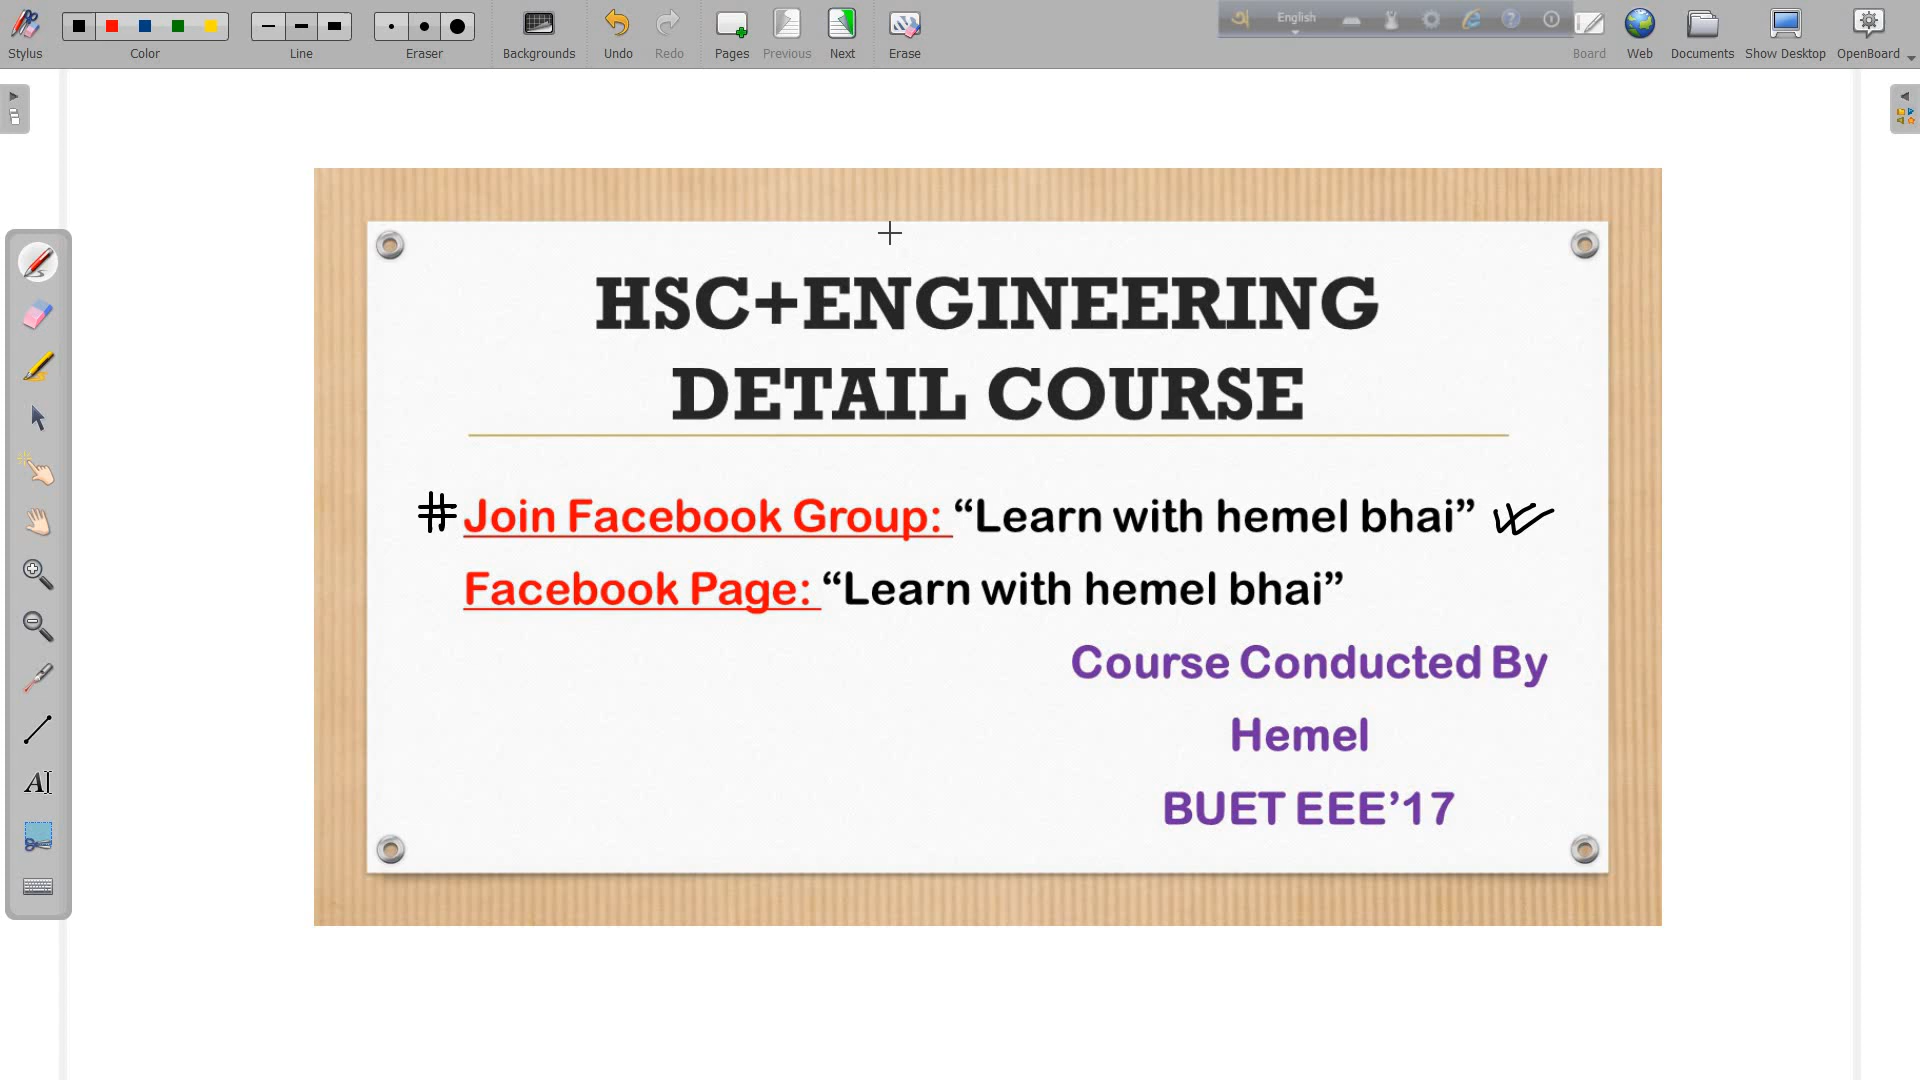 Stylus Color Line Eraser Backgrounds Undo Redo Pages Previous Next Erase English Board Web Documents Show Desktop OpenBoard
HSC+ENGINEERING
DETAIL COURSE
# Join Facebook Group: “Learn with hemel bhai”
Facebook Page: “Learn with hemel bhai”
Course Conducted By
Hemel
BUET EEE’17